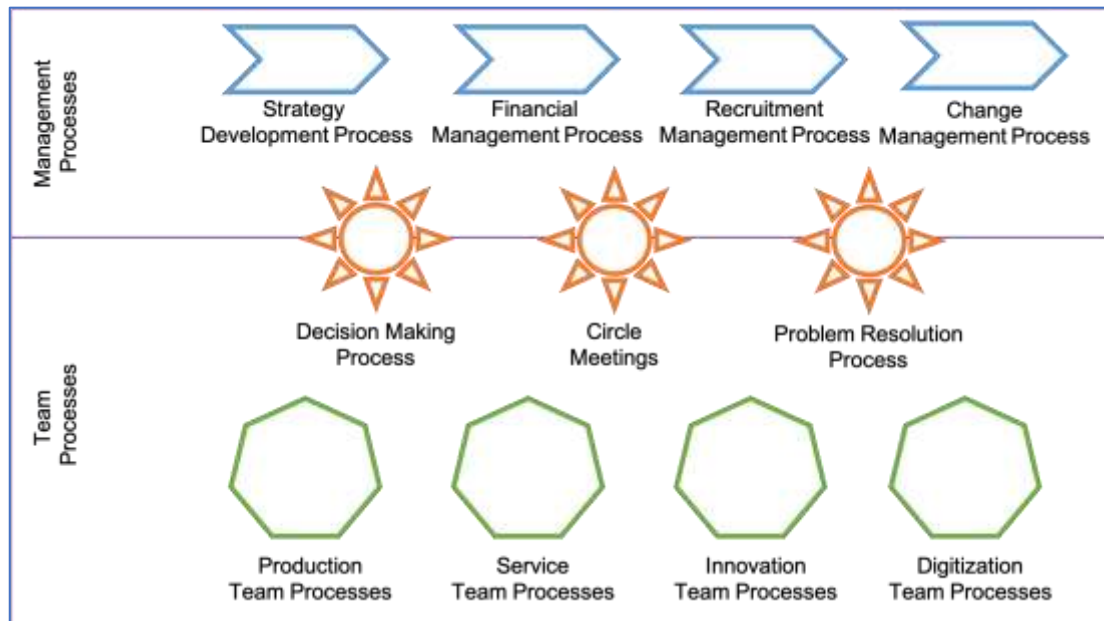 Management
Processes
Strategy
Development Process
Financial
Management Process
Recruitment
Management Process
Change
Management Process
Decision Making
Process
Circle
Meetings
Problem Resolution
Process
Team
Processes
Production
Team Processes
Service
Team Processes
Innovation
Team Processes
Digitization
Team Processes